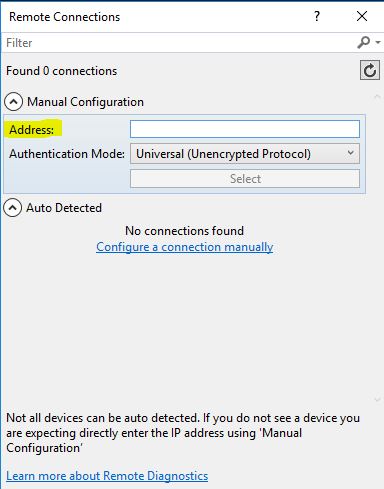 Remote Connections
? ×
Filter
Found 0 connections
Manual Configuration
Address:
Authentication Mode: Universal (Unencrypted Protocol)
Select
Auto Detected
No connections found
Configure a connection manually
Not all devices can be auto detected. If you do not see a device you
are expecting directly enter the IP address using 'Manual
Configuration'
Learn more about Remote Diagnostics